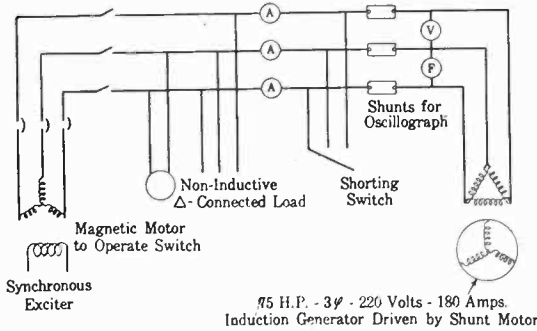 A
A
V
A
F
Shunts for
Oscillograph
Non-Inductive
Δ-Connected Load
Shorting
Switch
Magnetic Motor
to Operate Switch
Synchronous
Exciter
75 H.P. - 3φ - 220 Volts - 180 Amps.
Induction Generator Driven by Shunt Motor